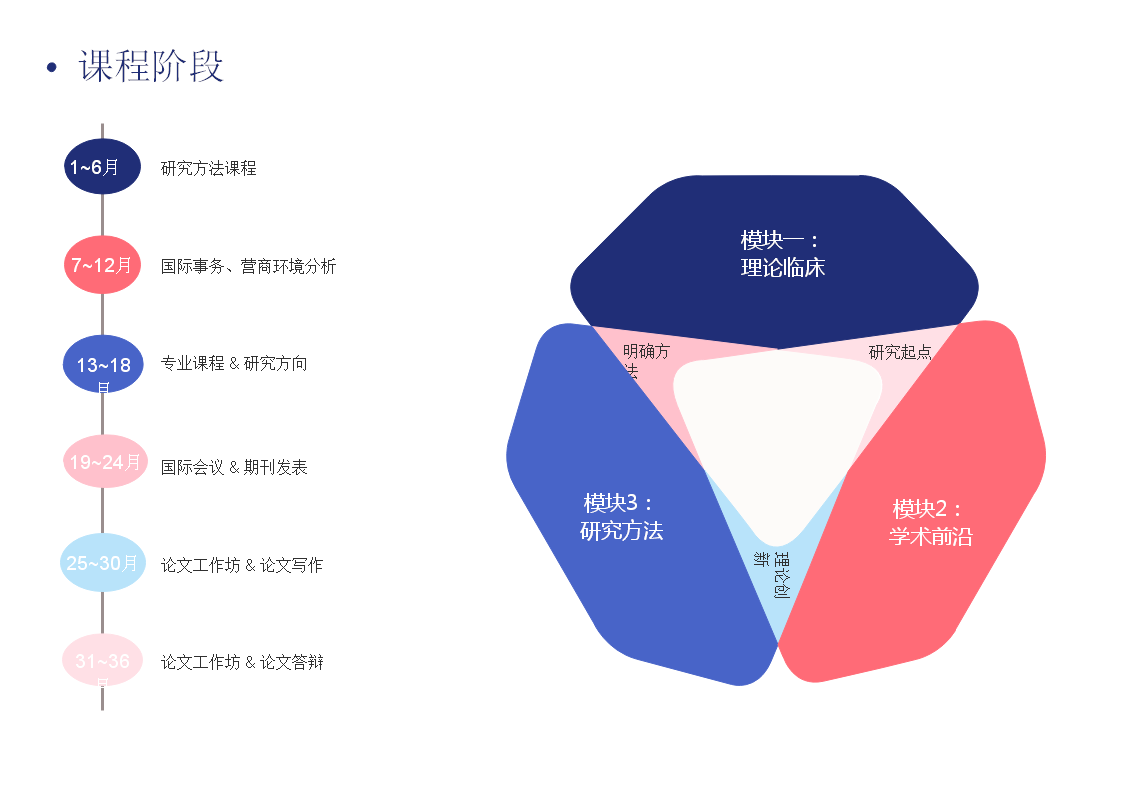 • 课程阶段
1~6月
研究方法课程
7~12月
国际事务、营商环境分析
13~18
月
专业课程 & 研究方向
19~24月
国际会议 & 期刊发表
25~30月
论文工作坊 & 论文写作
31~36
月
论文工作坊 & 论文答辩
模块一：
理论临床
明确方
法
研究起点
模块3：
研究方法
模块2：
学术前沿
理论创
新